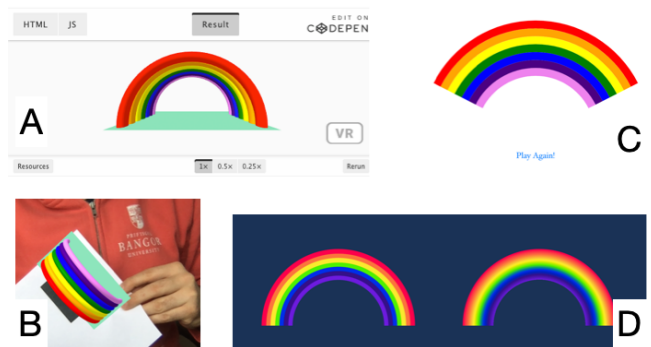 HTML JS Result EDIT ON
CODEPEN
A
VR
Resources 1× 0.5× 0.25× Rerun
C
Play Again!
BANGOR
UNIVERSITY
B
D